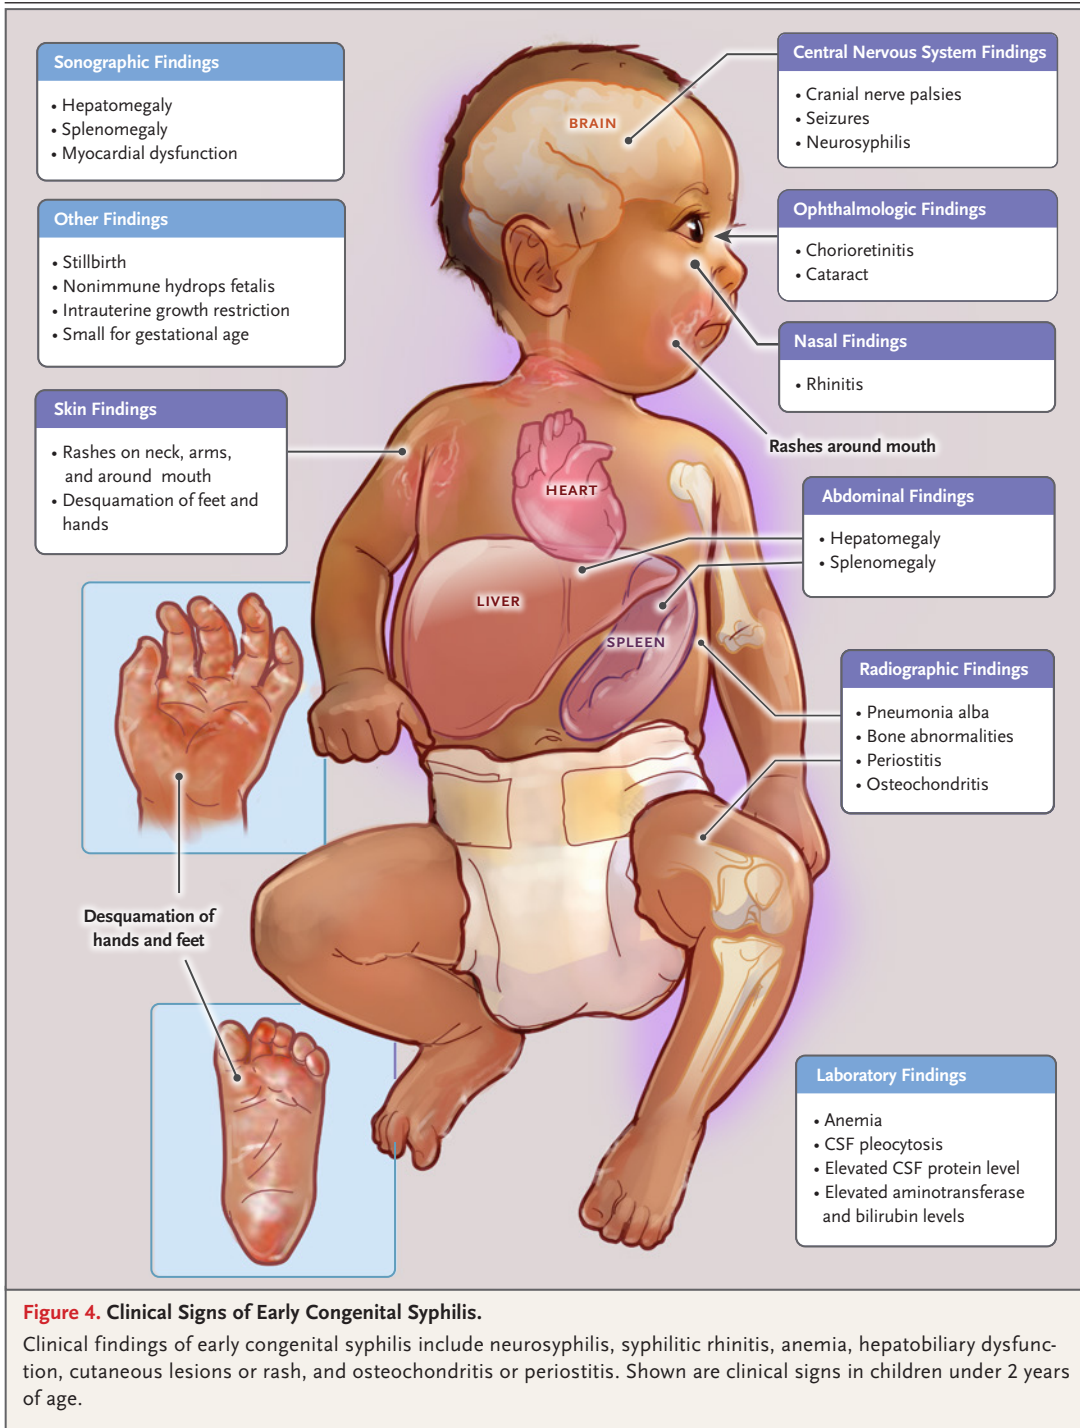 Sonographic Findings
• Hepatomegaly
• Splenomegaly
• Myocardial dysfunction
Other Findings
• Stillbirth
• Nonimmune hydrops fetalis
• Intrauterine growth restriction
• Small for gestational age
Skin Findings
• Rashes on neck, arms,
and around mouth
• Desquamation of feet and
hands
Desquamation of
hands and feet
BRAIN
HEART
LIVER
SPLEEN
Central Nervous System Findings
• Cranial nerve palsies
• Seizures
• Neurosyphilis
Ophthalmologic Findings
• Chorioretinitis
• Cataract
Nasal Findings
• Rhinitis
Rashes around mouth
Abdominal Findings
• Hepatomegaly
• Splenomegaly
Radiographic Findings
• Pneumonia alba
• Bone abnormalities
• Periostitis
• Osteochondritis
Laboratory Findings
• Anemia
• CSF pleocytosis
• Elevated CSF protein level
• Elevated aminotransferase
and bilirubin levels
Figure 4. Clinical Signs of Early Congenital Syphilis.
Clinical findings of early congenital syphilis include neurosyphilis, syphilitic rhinitis, anemia, hepatobiliary dysfunc-
tion, cutaneous lesions or rash, and osteochondritis or periostitis. Shown are clinical signs in children under 2 years
of age.